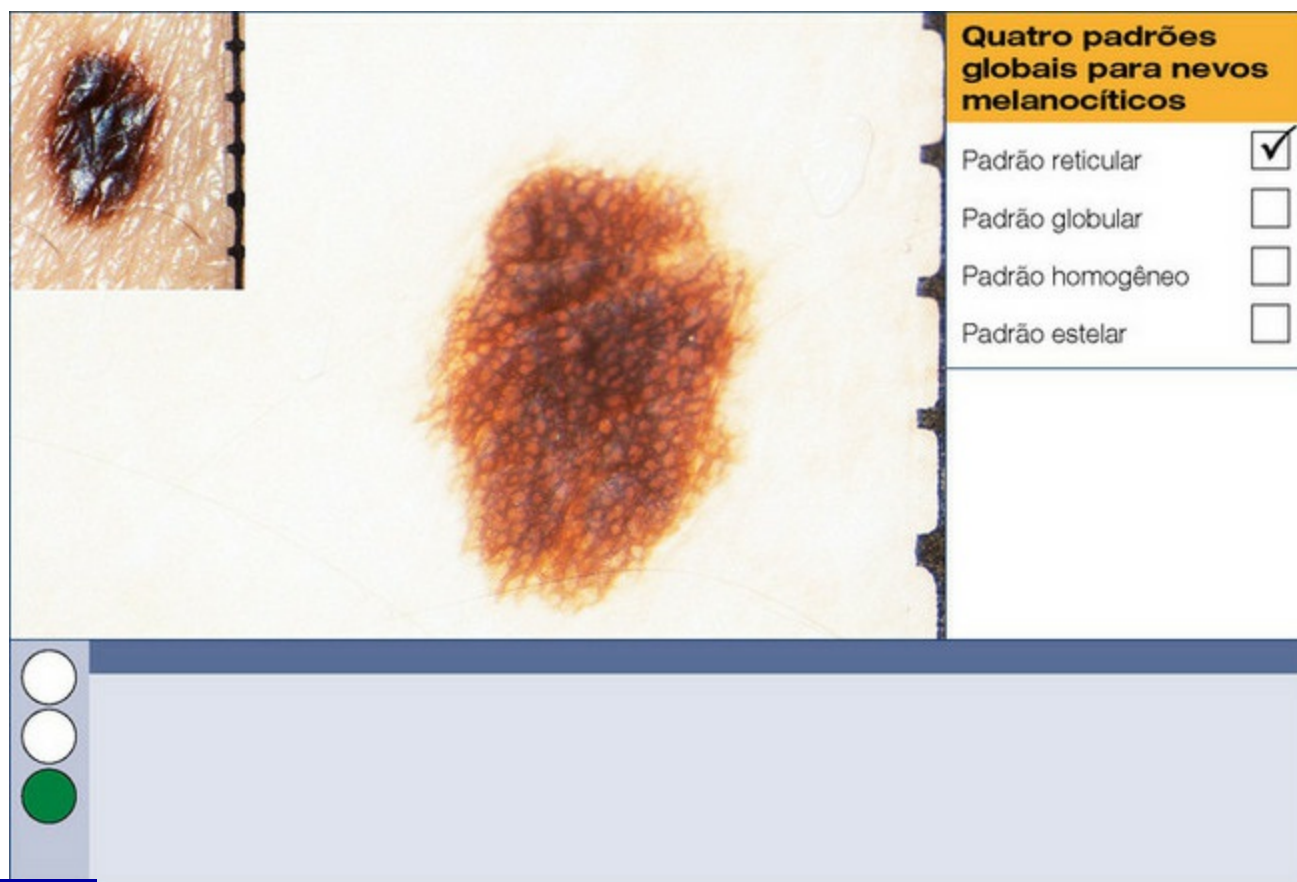 Quatro padrões
globais para nevos
melanocíticos
Padrão reticular
Padrão globular
Padrão homogêneo
Padrão estelar